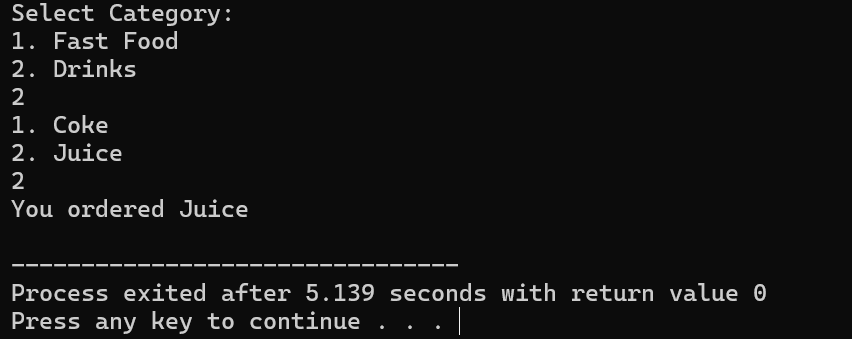 Select Category:
1. Fast Food
2. Drinks
2
1. Coke
2. Juice
2
You ordered Juice
--------------------------------
Process exited after 5.139 seconds with return value 0
Press any key to continue . . .